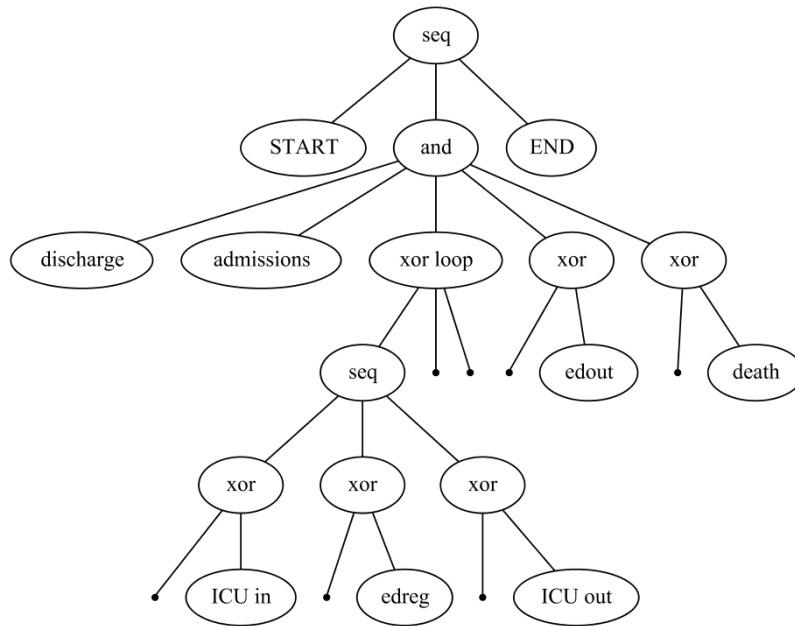 seq
START
and
END
discharge
admissions
xor loop
xor
xor
seq
edout
death
xor
xor
xor
ICU in
edreg
ICU out